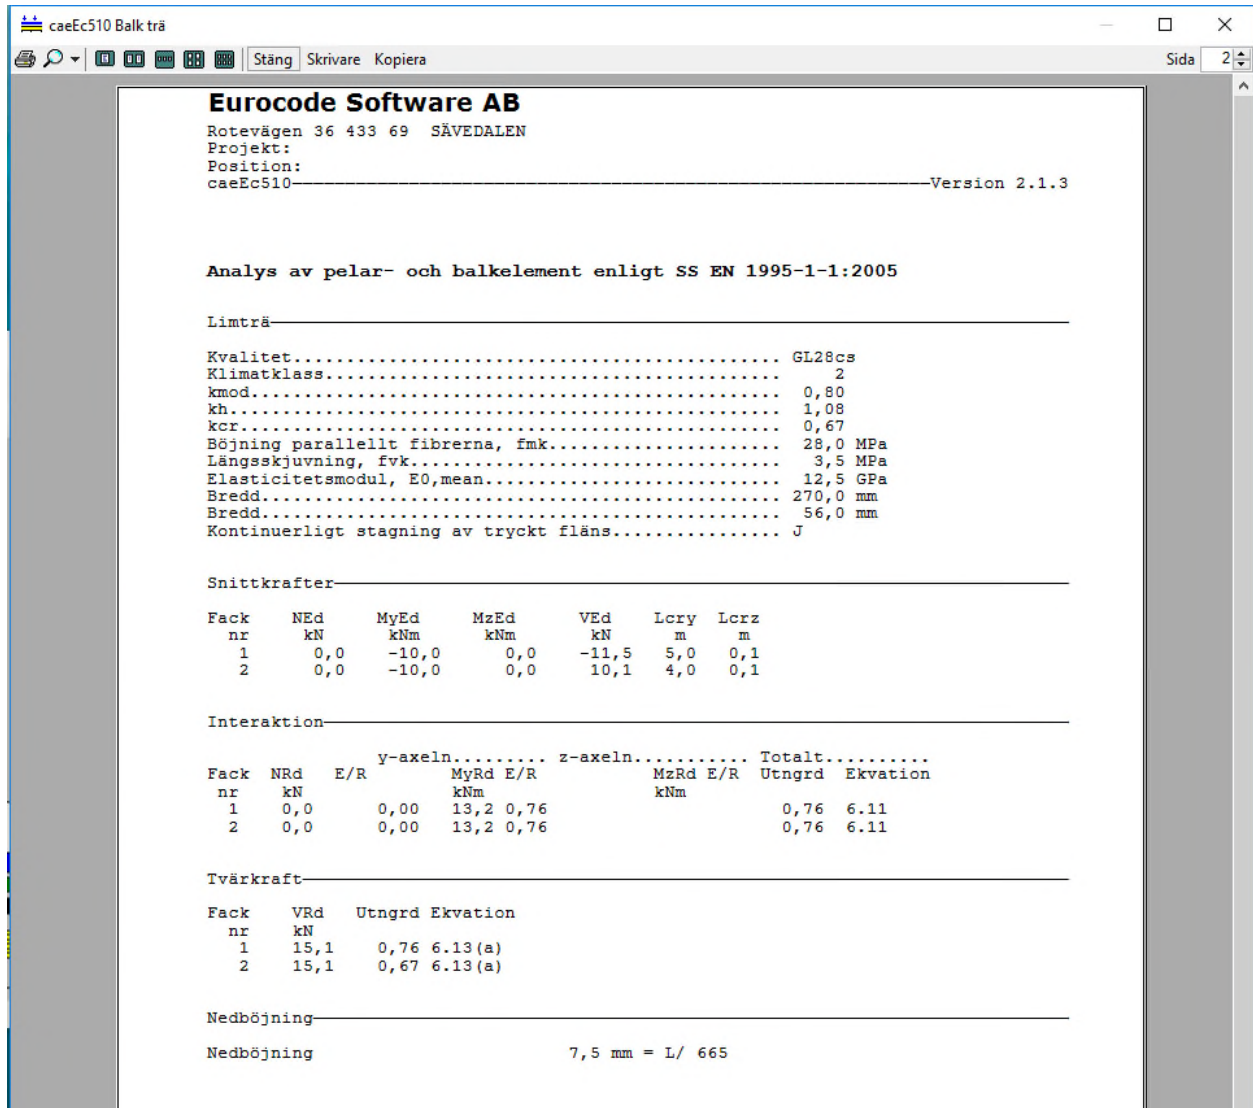 caeEc510 Balk trä
Stäng Skrivare Kopiera Sida 2
Eurocode Software AB
Rotevägen 36 433 69 SÄVEDALEN
Projekt:
Position:
caeEc510 Version 2.1.3
Analys av pelar- och balkelement enligt SS EN 1995-1-1:2005
Limträ
Kvalitet............................................. GL28cs
Klimatklass.......................................... 2
kmod................................................. 0,80
kh................................................... 1,08
kcr.................................................. 0,67
Böjning parallellt fibrerna, fmk..................... 28,0 MPa
Längsskjuvning, fvk.................................. 3,5 MPa
Elasticitetsmodul, E0,mean........................... 12,5 GPa
Bredd................................................ 270,0 mm
Bredd................................................ 56,0 mm
Kontinuerligt stagning av tryckt fläns............... J
Snittkrafter
Fack NEd MyEd MzEd VEd Lcry Lcrz
nr kN kNm kNm kN m m
1 0,0 -10,0 0,0 -11,5 5,0 0,1
2 0,0 -10,0 0,0 10,1 4,0 0,1
Interaktion
y-axeln......... z-axeln........... Totalt..........
Fack NRd E/R MyRd E/R MzRd E/R Utngrd Ekvation
nr kN kNm kNm
1 0,0 0,00 13,2 0,76 0,76 6.11
2 0,0 0,00 13,2 0,76 0,76 6.11
Tvärkraft
Fack VRd Utngrd Ekvation
nr kN
1 15,1 0,76 6.13(a)
2 15,1 0,67 6.13(a)
Nedböjning
Nedböjning 7,5 mm = L/ 665